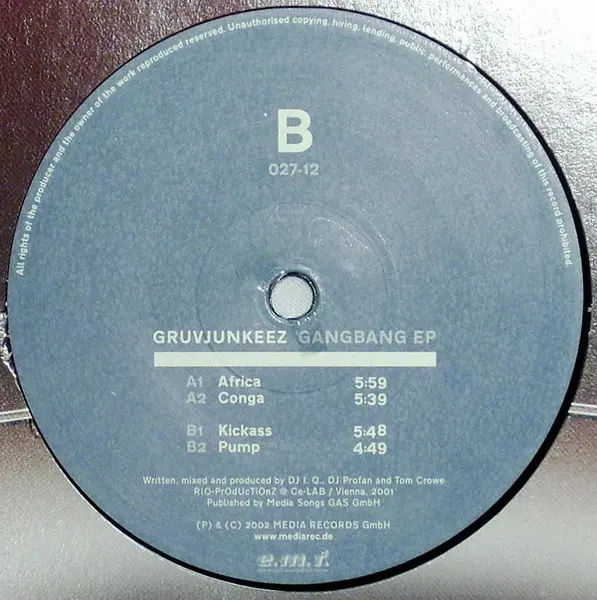 All rights of the producer and the owner of the work reproduced reserved. Unauthorised copying, hiring, lending, public performances and broadcasting of this record prohibited.
B
027-12
GRUVJUNKEEZ GANGBANG EP
A1 Africa 5:59
A2 Conga 5:39
B1 Kickass 5:48
B2 Pump 4:49
Written, mixed and produced by DJ I. Q., DJ Profan and Tom Crowe
RIO-PrOdUcTiOnZ @ Ce-LAB / Vienna, 2001
Published by Media Songs GAS GmbH
(P) & (C) 2002 MEDIA RECORDS GmbH
www.mediarec.de
e.m.f.